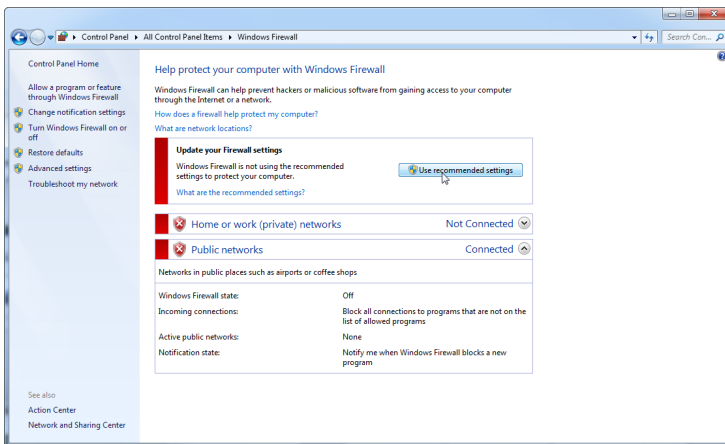 Control Panel All Control Panel Items Windows Firewall
Search Con...
Control Panel Home
Allow a program or feature
through Windows Firewall
Change notification settings
Turn Windows Firewall on or
off
Restore defaults
Advanced settings
Troubleshoot my network
See also
Action Center
Network and Sharing Center
Help protect your computer with Windows Firewall
Windows Firewall can help prevent hackers or malicious software from gaining access to your computer
through the Internet or a network.
How does a firewall help protect my computer?
What are network locations?
Update your Firewall settings
Windows Firewall is not using the recommended
settings to protect your computer.
Use recommended settings
What are the recommended settings?
Home or work (private) networks Not Connected
Public networks Connected
Networks in public places such as airports or coffee shops
Windows Firewall state: Off
Incoming connections: Block all connections to programs that are not on the
list of allowed programs
Active public networks: None
Notification state: Notify me when Windows Firewall blocks a new
program